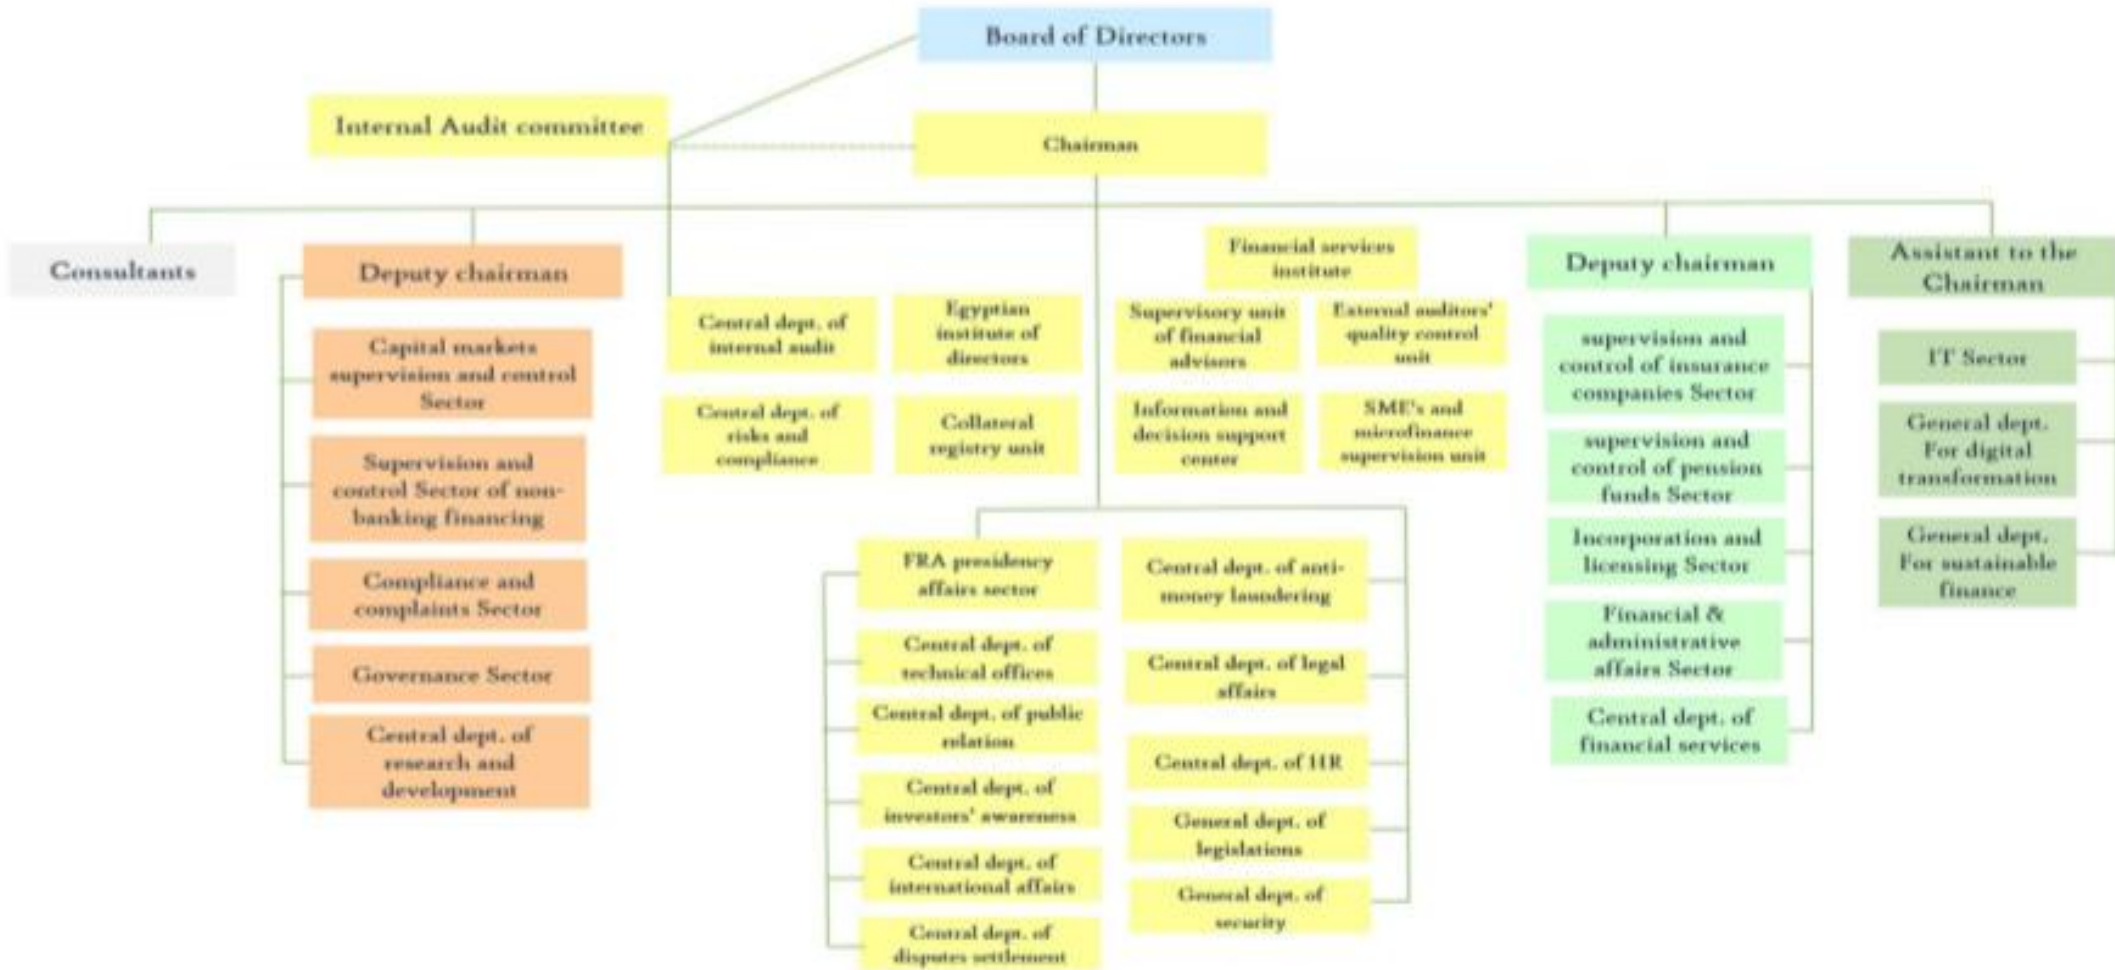 Board of Directors
Internal Audit committee
Chairman
Consultants
Deputy chairman
Capital markets
supervision and control
Sector
Supervision and
control Sector of non-
banking financing
Compliance and
complaints Sector
Governance Sector
Central dept. of
research and
development
Central dept. of
internal audit
Egyptian
institute of
directors
Central dept. of
risks and
compliance
Collateral
registry unit
Financial services
institute
Supervisory unit
of financial
advisors
External auditors'
quality control
unit
Information and
decision support
center
SME's and
microfinance
supervision unit
FRA presidency
affairs sector
Central dept. of
technical offices
Central dept. of public
relation
Central dept. of
investors' awareness
Central dept. of
international affairs
Central dept. of
disputes settlement
Central dept. of anti-
money laundering
Central dept. of legal
affairs
Central dept. of HR
General dept. of
legislations
General dept. of
security
Deputy chairman
supervision and
control of insurance
companies Sector
supervision and
control of pension
funds Sector
Incorporation and
licensing Sector
Financial &
administrative
affairs Sector
Central dept. of
financial services
Assistant to the
Chairman
IT Sector
General dept.
For digital
transformation
General dept.
For sustainable
finance